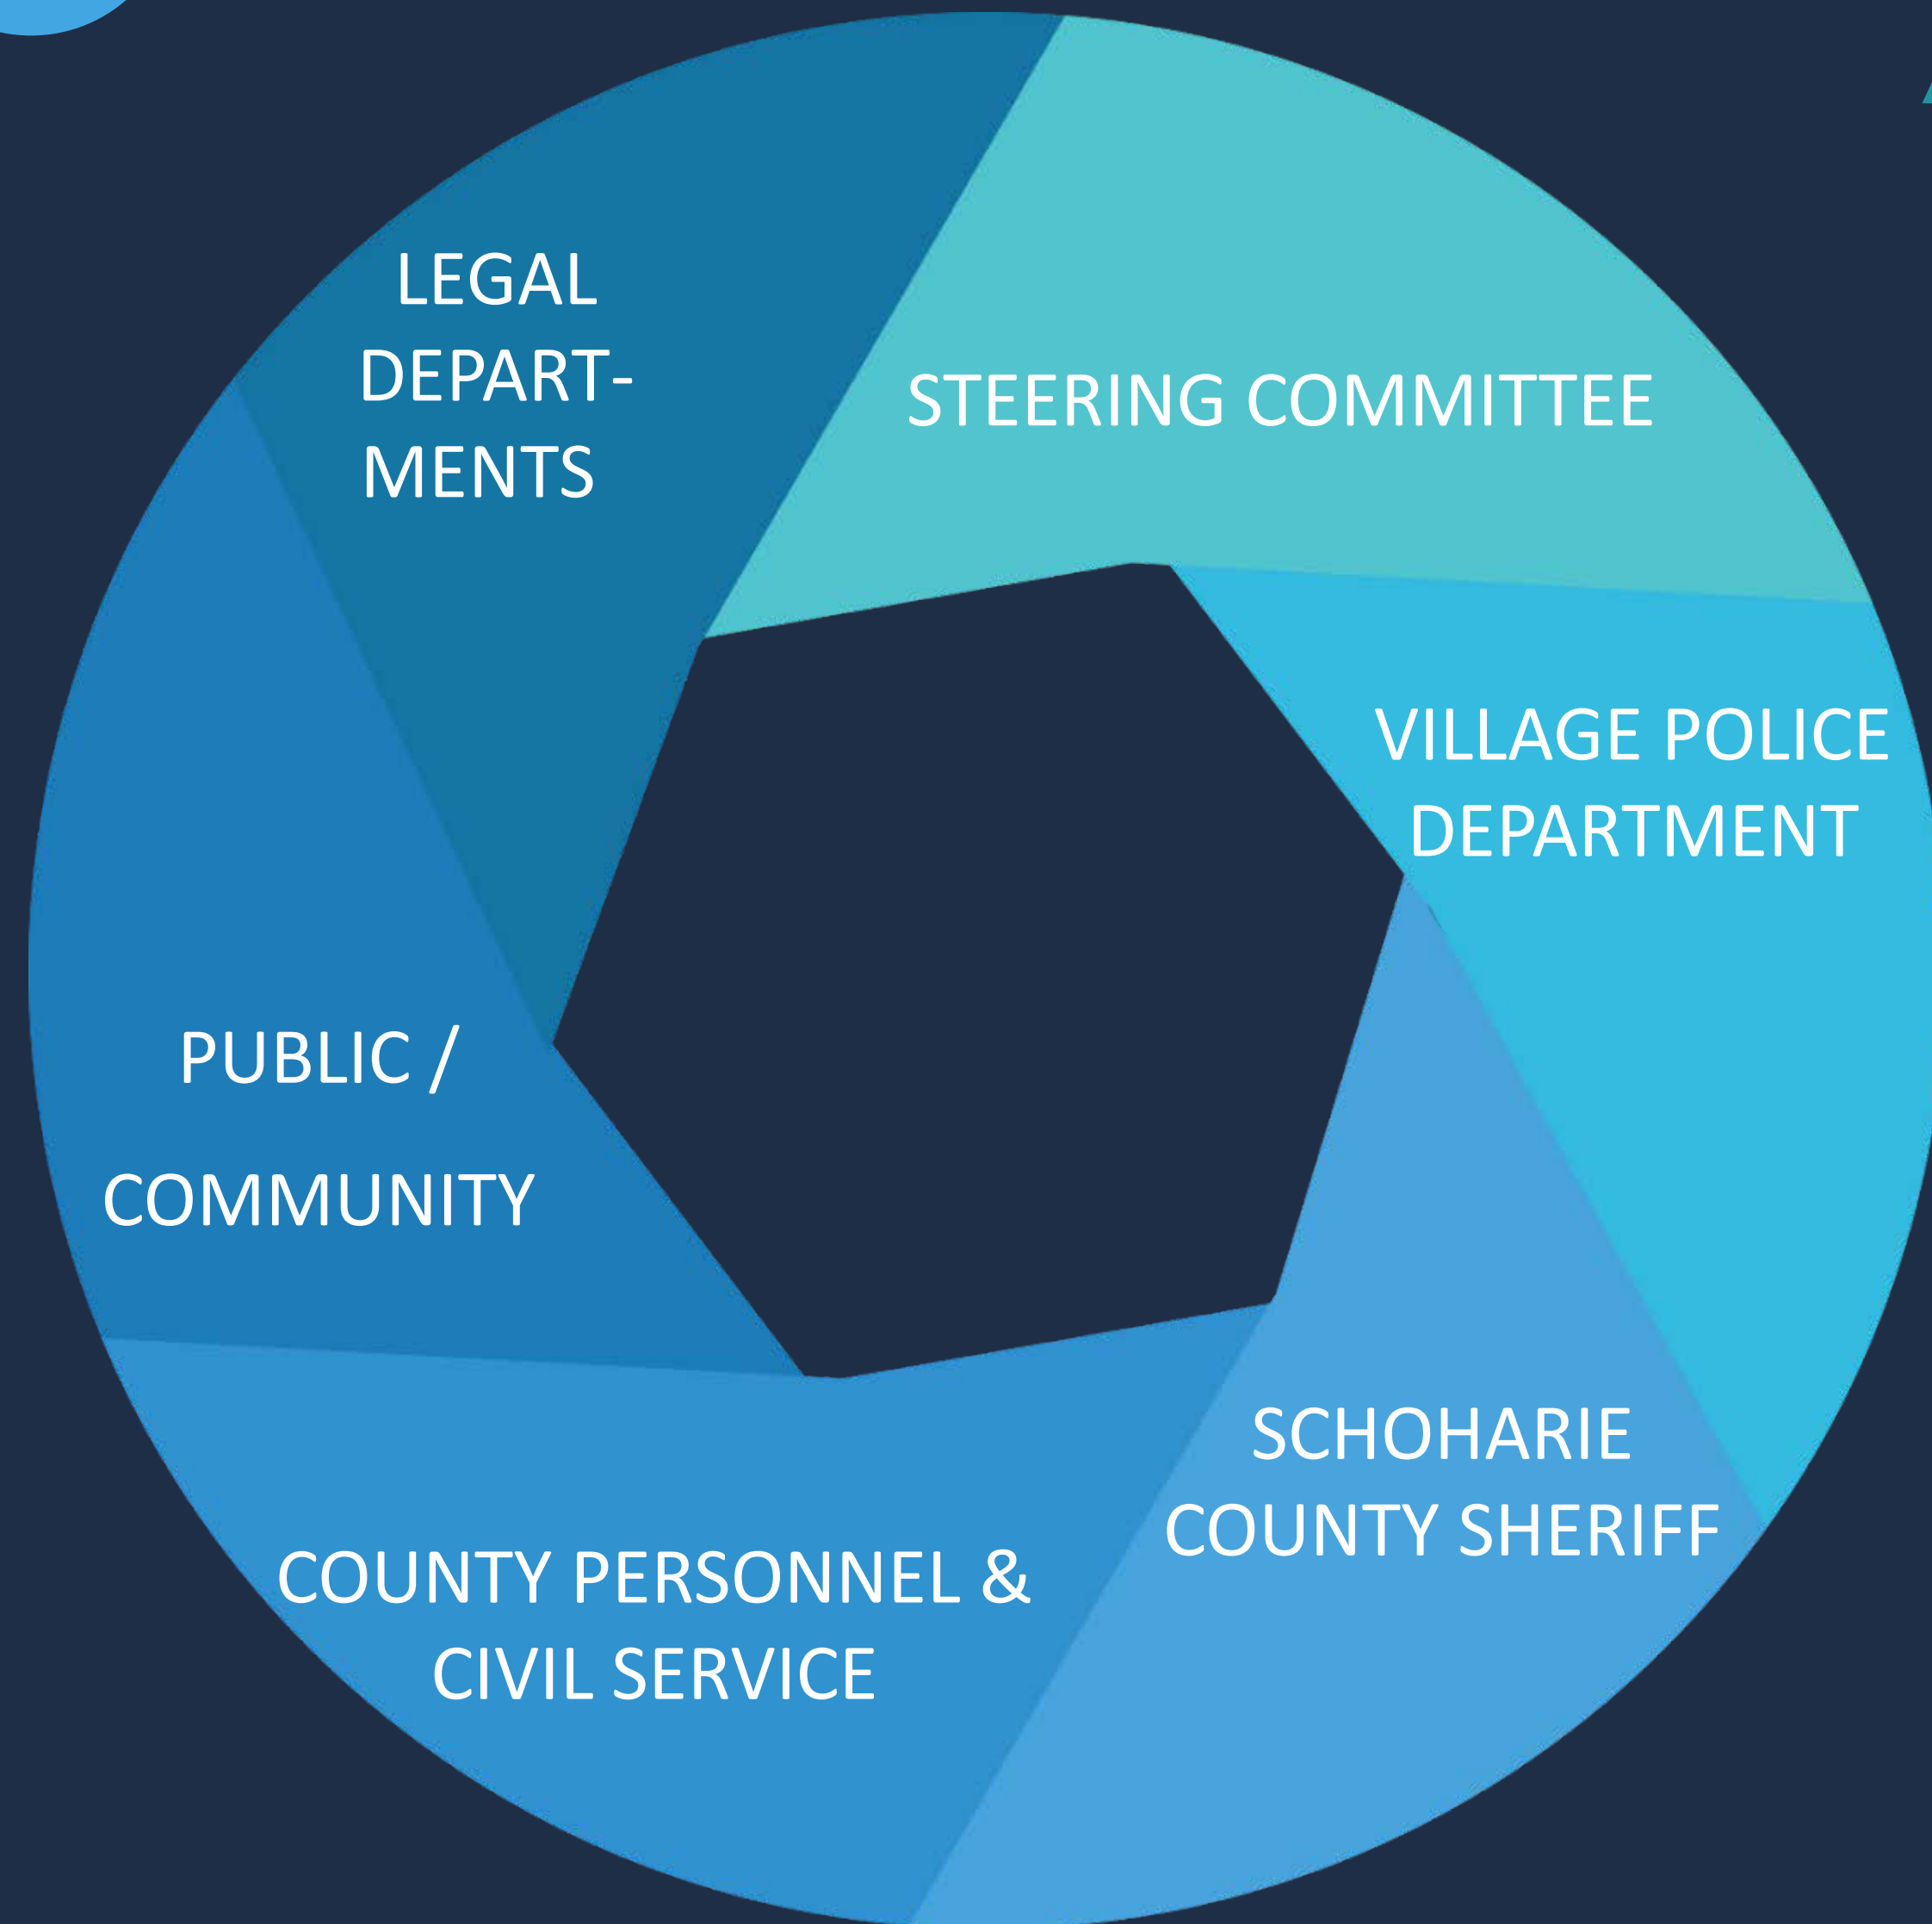 LEGAL
DEPART-
MENTS
STEERING COMMITTEE
VILLAGE POLICE
DEPARTMENT
PUBLIC /
COMMUNITY
SCHOHARIE
COUNTY SHERIFF
COUNTY PERSONNEL &
CIVIL SERVICE